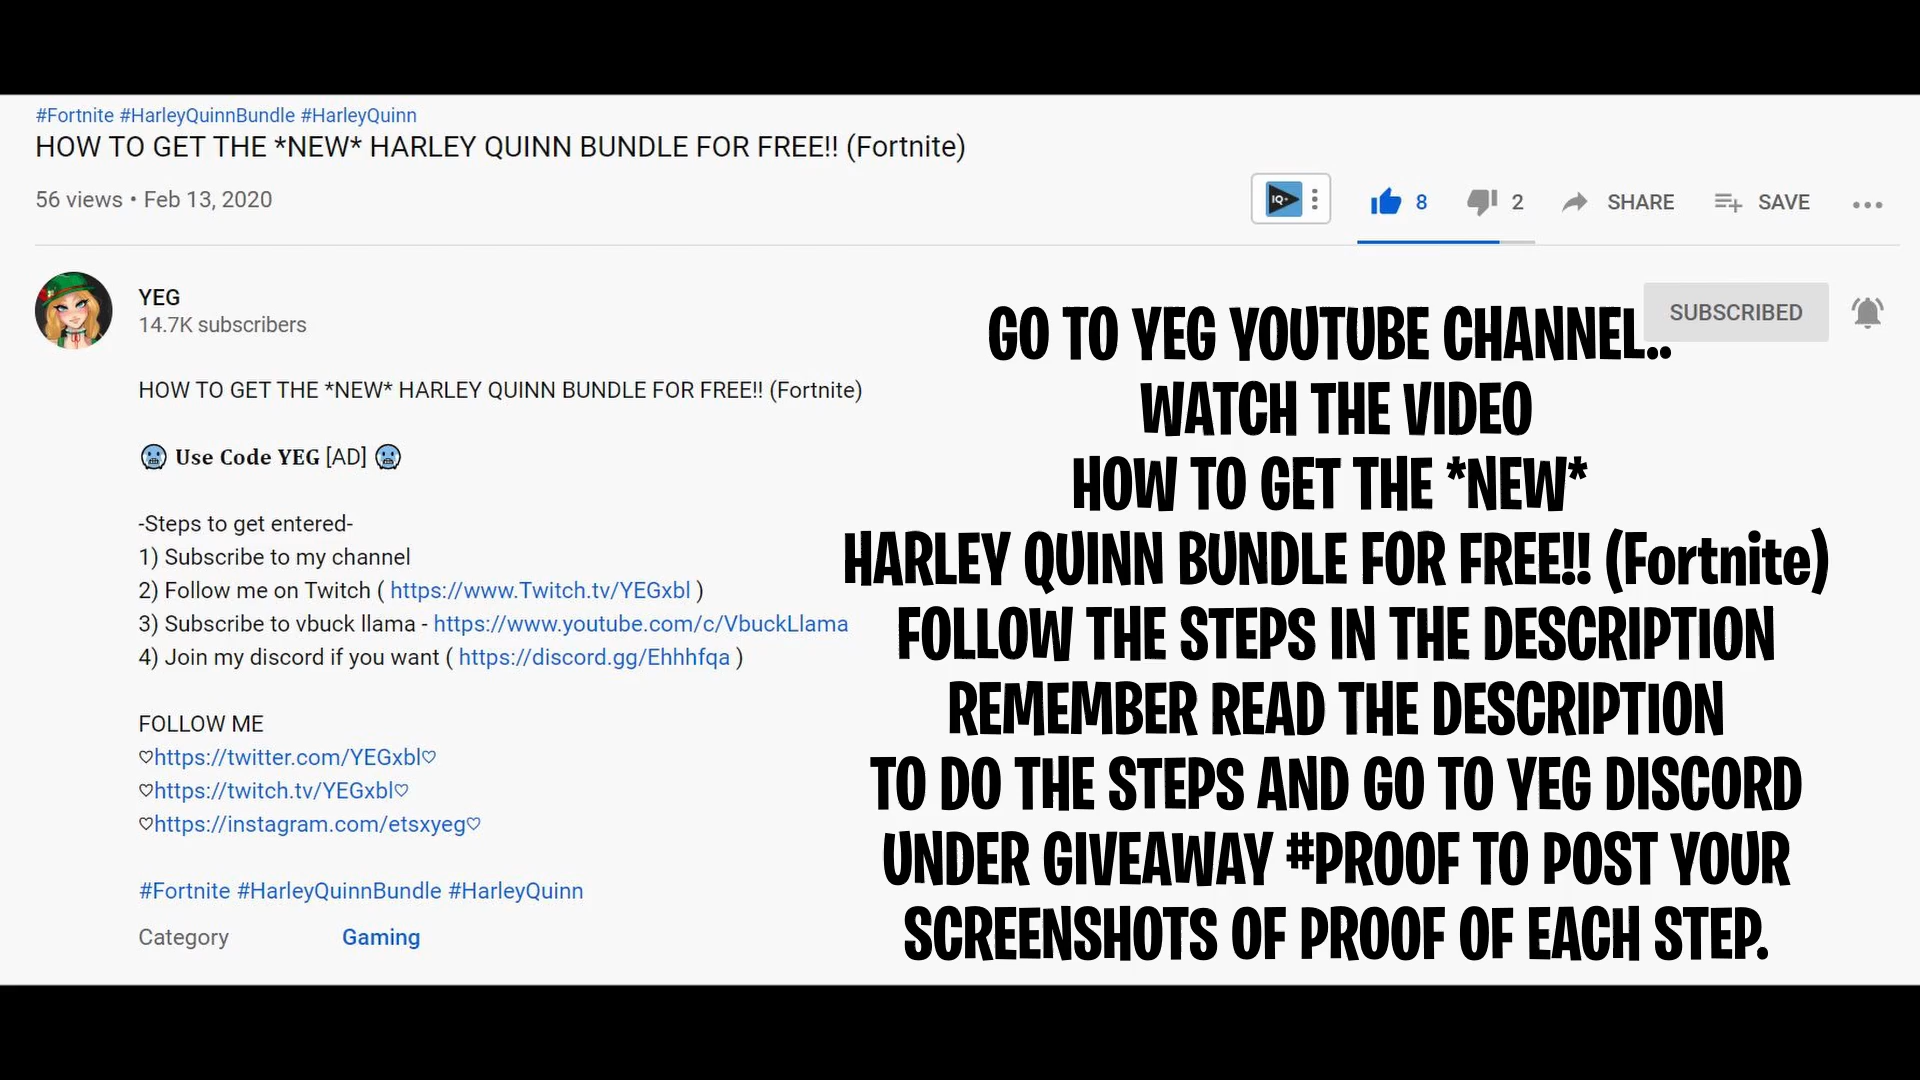 #Fortnite #HarleyQuinnBundle #HarleyQuinn
HOW TO GET THE *NEW* HARLEY QUINN BUNDLE FOR FREE!! (Fortnite)
56 views • Feb 13, 2020
IQ+
8
2
SHARE
SAVE
YEG
14.7K subscribers
SUBSCRIBED
HOW TO GET THE *NEW* HARLEY QUINN BUNDLE FOR FREE!! (Fortnite)
🥶 Use Code YEG [AD] 🥶
-Steps to get entered-
1) Subscribe to my channel
2) Follow me on Twitch ( https://www.Twitch.tv/YEGxbl )
3) Subscribe to vbuck llama - https://www.youtube.com/c/VbuckLlama
4) Join my discord if you want ( https://discord.gg/Ehhhfqa )
FOLLOW ME
♡https://twitter.com/YEGxbl♡
♡https://twitch.tv/YEGxbl♡
♡https://instagram.com/etsxyeg♡
#Fortnite #HarleyQuinnBundle #HarleyQuinn
Category Gaming
GO TO YEG YOUTUBE CHANNEL..
WATCH THE VIDEO
HOW TO GET THE *NEW*
HARLEY QUINN BUNDLE FOR FREE!! (Fortnite)
FOLLOW THE STEPS IN THE DESCRIPTION
REMEMBER READ THE DESCRIPTION
TO DO THE STEPS AND GO TO YEG DISCORD
UNDER GIVEAWAY #PROOF TO POST YOUR
SCREENSHOTS OF PROOF OF EACH STEP.